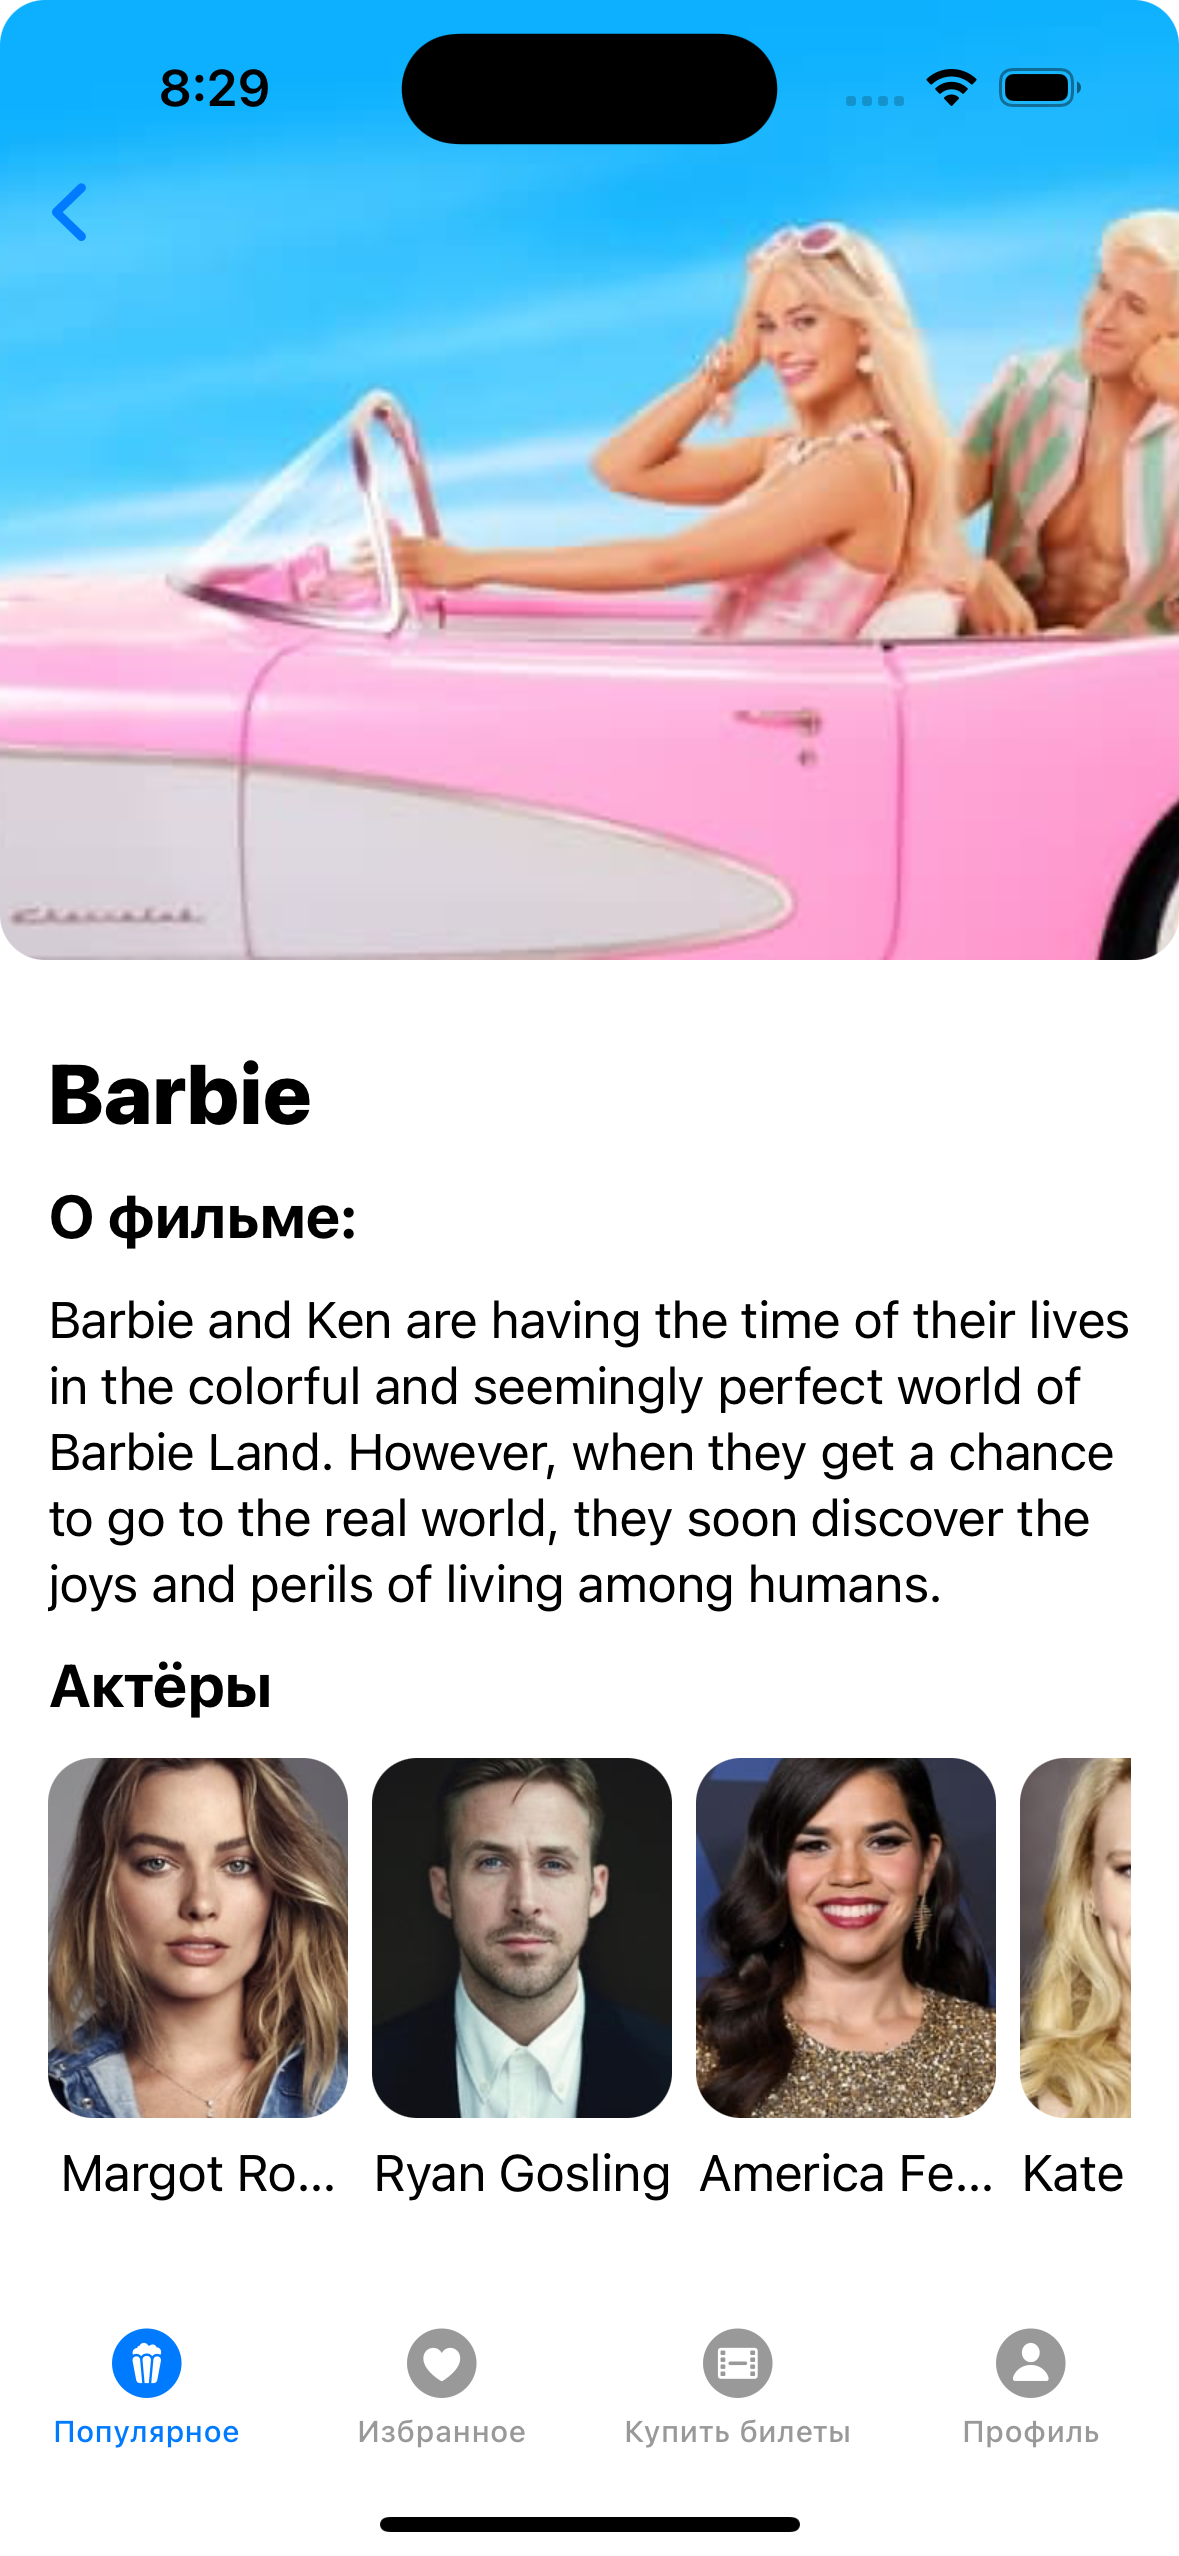 8:29
Barbie
О фильме:
Barbie and Ken are having the time of their lives
in the colorful and seemingly perfect world of
Barbie Land. However, when they get a chance
to go to the real world, they soon discover the
joys and perils of living among humans.
Актёры
Margot Ro...
Ryan Gosling
America Fe...
Kate
Популярное
Избранное
Купить билеты
Профиль